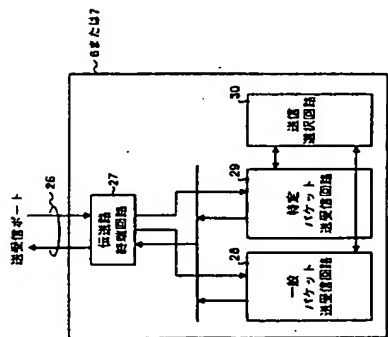 送受信ポート
26
6または7
27
伝送路
終端回路
28
一般
パケット
送受信回路
29
特定
パケット
送受信回路
30
送信
選択回路